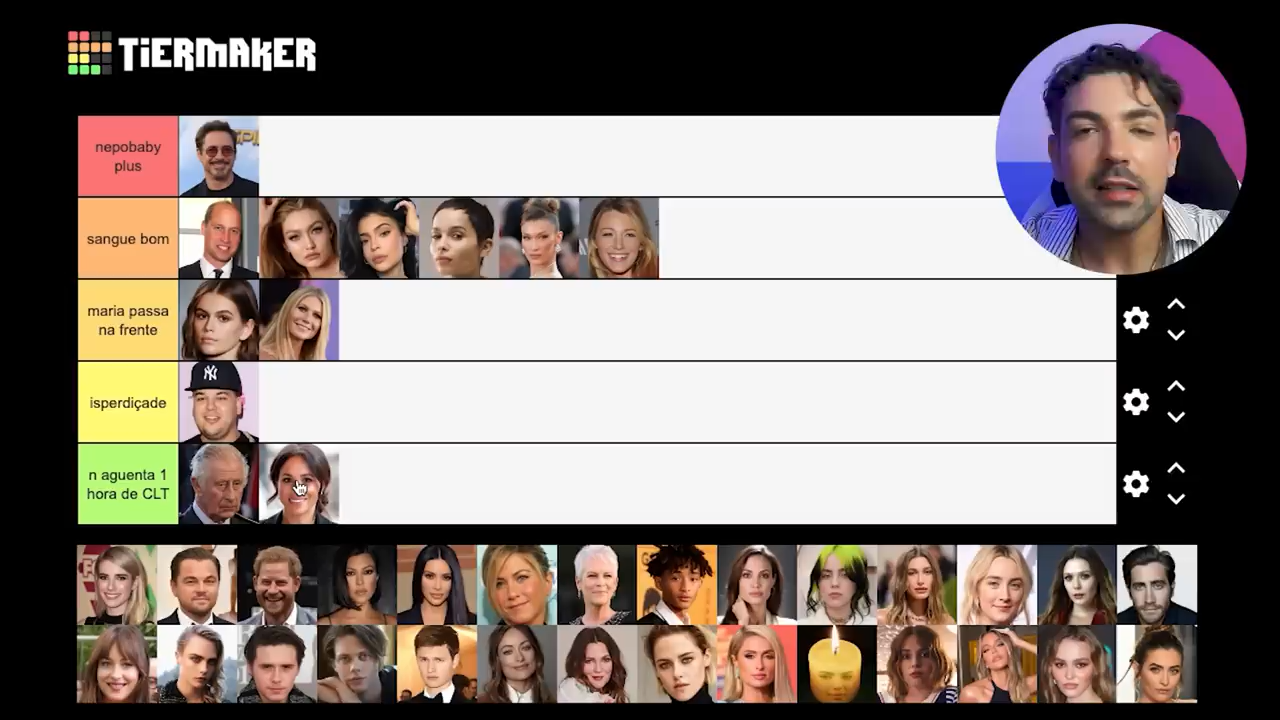 TiERMAKER
nepobaby
plus
sangue bom
maria passa
na frente
isperdiçade
n aguenta 1
hora de CLT